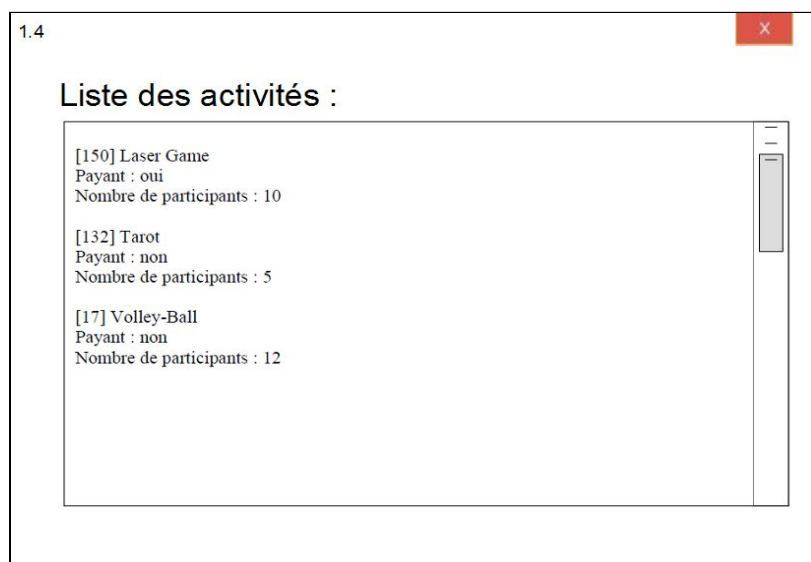 1.4
X
Liste des activités :
[150] Laser Game
Payant : oui
Nombre de participants : 10
[132] Tarot
Payant : non
Nombre de participants : 5
[17] Volley-Ball
Payant : non
Nombre de participants : 12